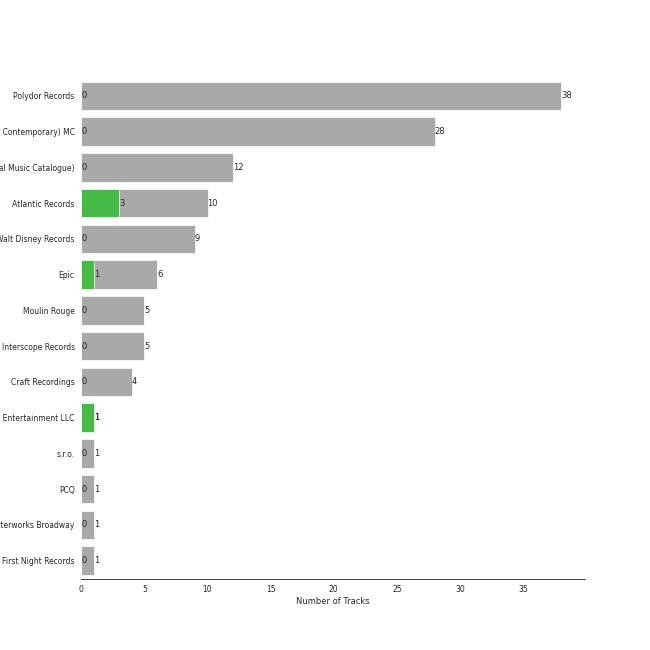 Polydor Records 0 38
Contemporary) MC 0 28
Music Catalogue) 0 12
Atlantic Records 3 10
Walt Disney Records 0 9
Epic 1 6
Moulin Rouge 0 5
Interscope Records 0 5
Craft Recordings 0 4
Entertainment LLC 1 1
s.r.o. 0 1
PCQ 0 1
Broadway 0 1
First Night Records 0 1
0 5 10 15 20 25 30 35
Number of Tracks